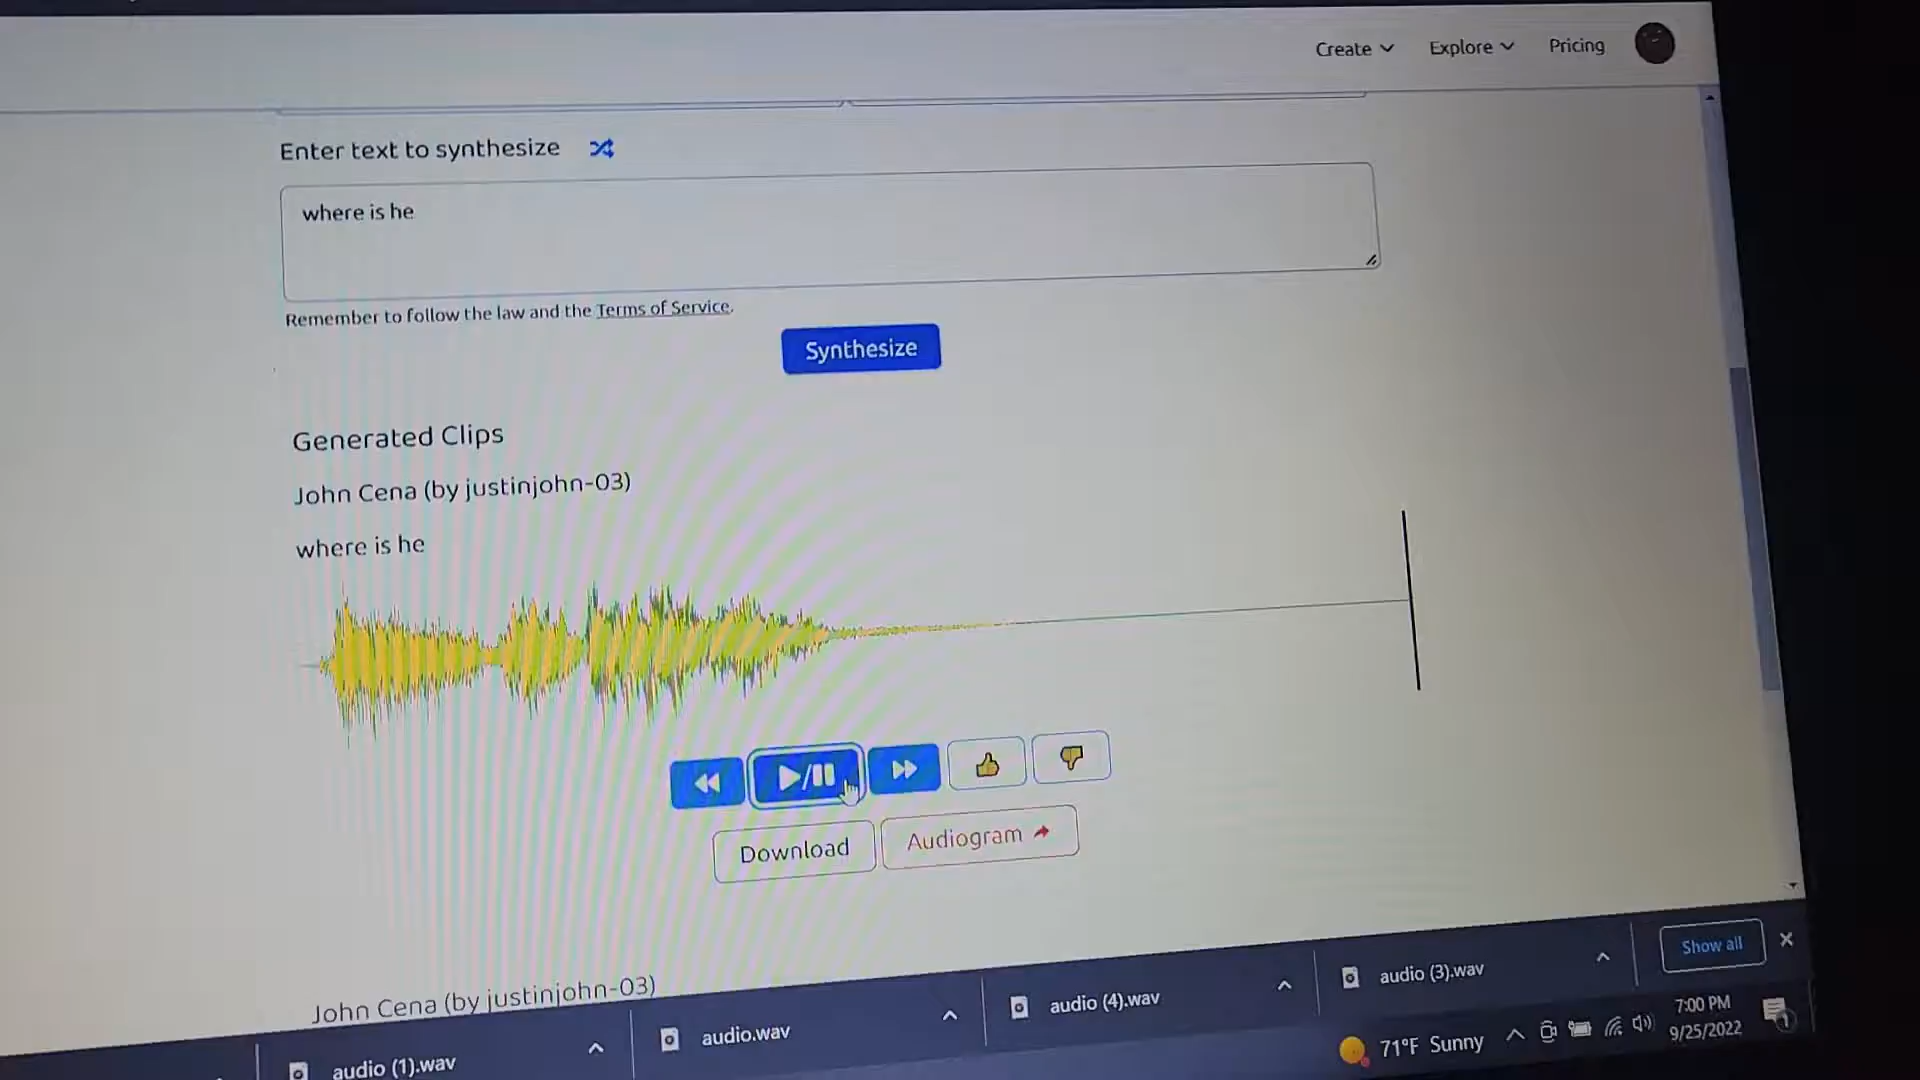 Create Explore Pricing
Enter text to synthesize
where is he
Remember to follow the law and the Terms of Service.
Synthesize
Generated Clips
John Cena (by justinjohn-03)
where is he
Download Audiogram
John Cena (by justinjohn-03)
audio (1).wav audio.wav audio (4).wav audio (3).wav Show all
71°F Sunny 7:00 PM
9/25/2022 1